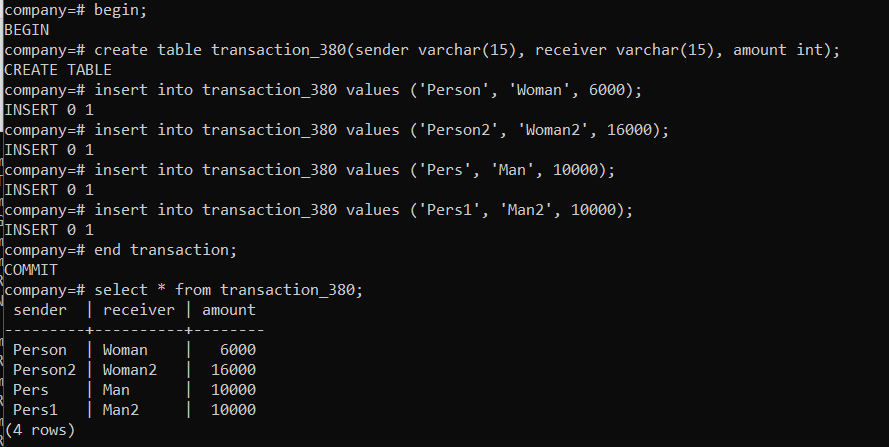 company=# begin;
BEGIN
company=# create table transaction_380(sender varchar(15), receiver varchar(15), amount int);
CREATE TABLE
company=# insert into transaction_380 values ('Person', 'Woman', 6000);
INSERT 0 1
company=# insert into transaction_380 values ('Person2', 'Woman2', 16000);
INSERT 0 1
company=# insert into transaction_380 values ('Pers', 'Man', 10000);
INSERT 0 1
company=# insert into transaction_380 values ('Pers1', 'Man2', 10000);
INSERT 0 1
company=# end transaction;
COMMIT
company=# select * from transaction_380;
 sender  | receiver | amount
---------+----------+--------
 Person  | Woman    |   6000
 Person2 | Woman2   |  16000
 Pers    | Man      |  10000
 Pers1   | Man2     |  10000
(4 rows)